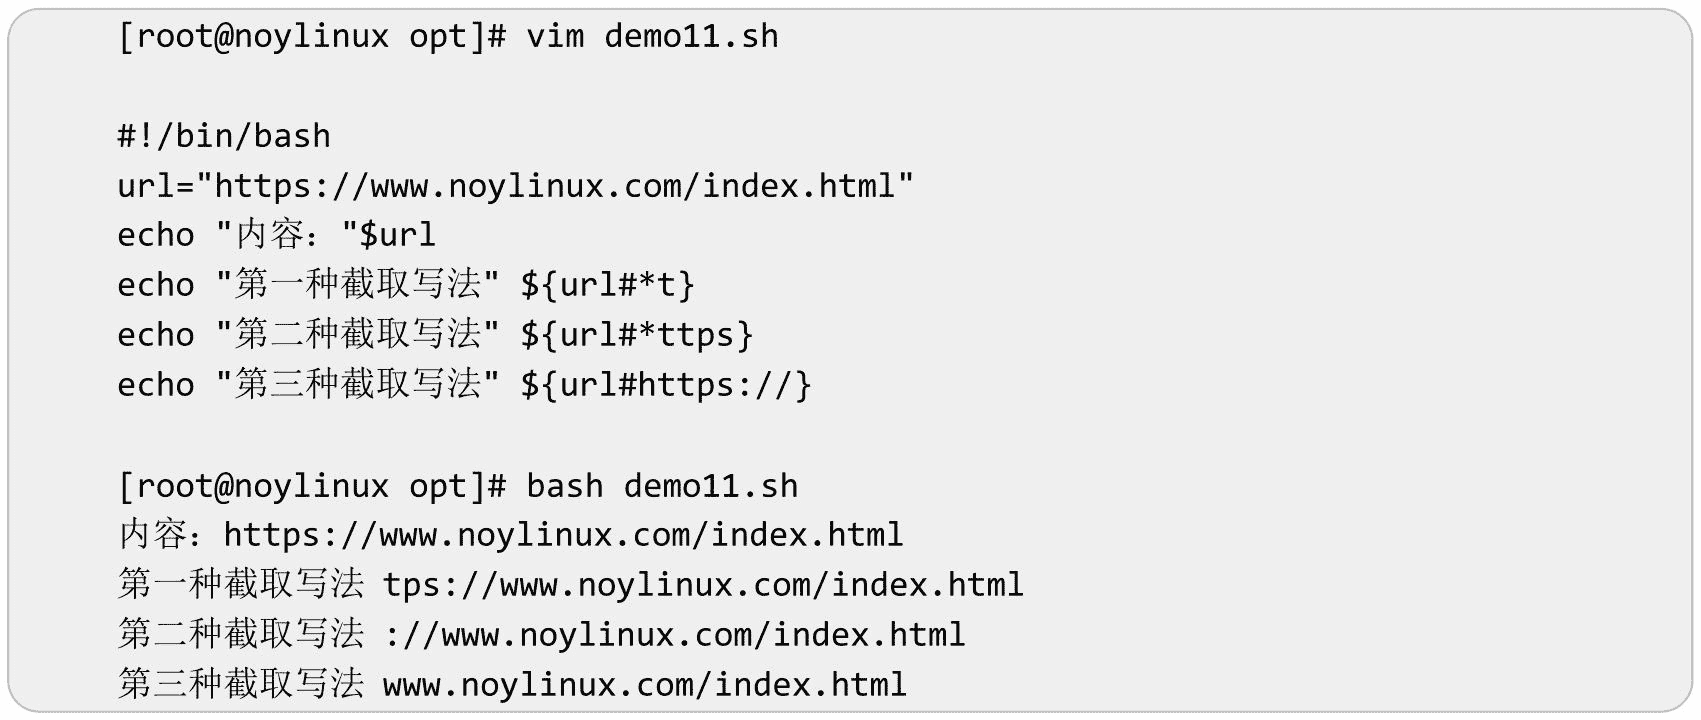 [root@noylinux opt]# vim demo11.sh
#!/bin/bash
url="https://www.noylinux.com/index.html"
echo "内容："$url
echo "第一种截取写法" ${url#*t}
echo "第二种截取写法" ${url#*ttps}
echo "第三种截取写法" ${url#https://}
[root@noylinux opt]# bash demo11.sh
内容：https://www.noylinux.com/index.html
第一种截取写法 tps://www.noylinux.com/index.html
第二种截取写法 ://www.noylinux.com/index.html
第三种截取写法 www.noylinux.com/index.html